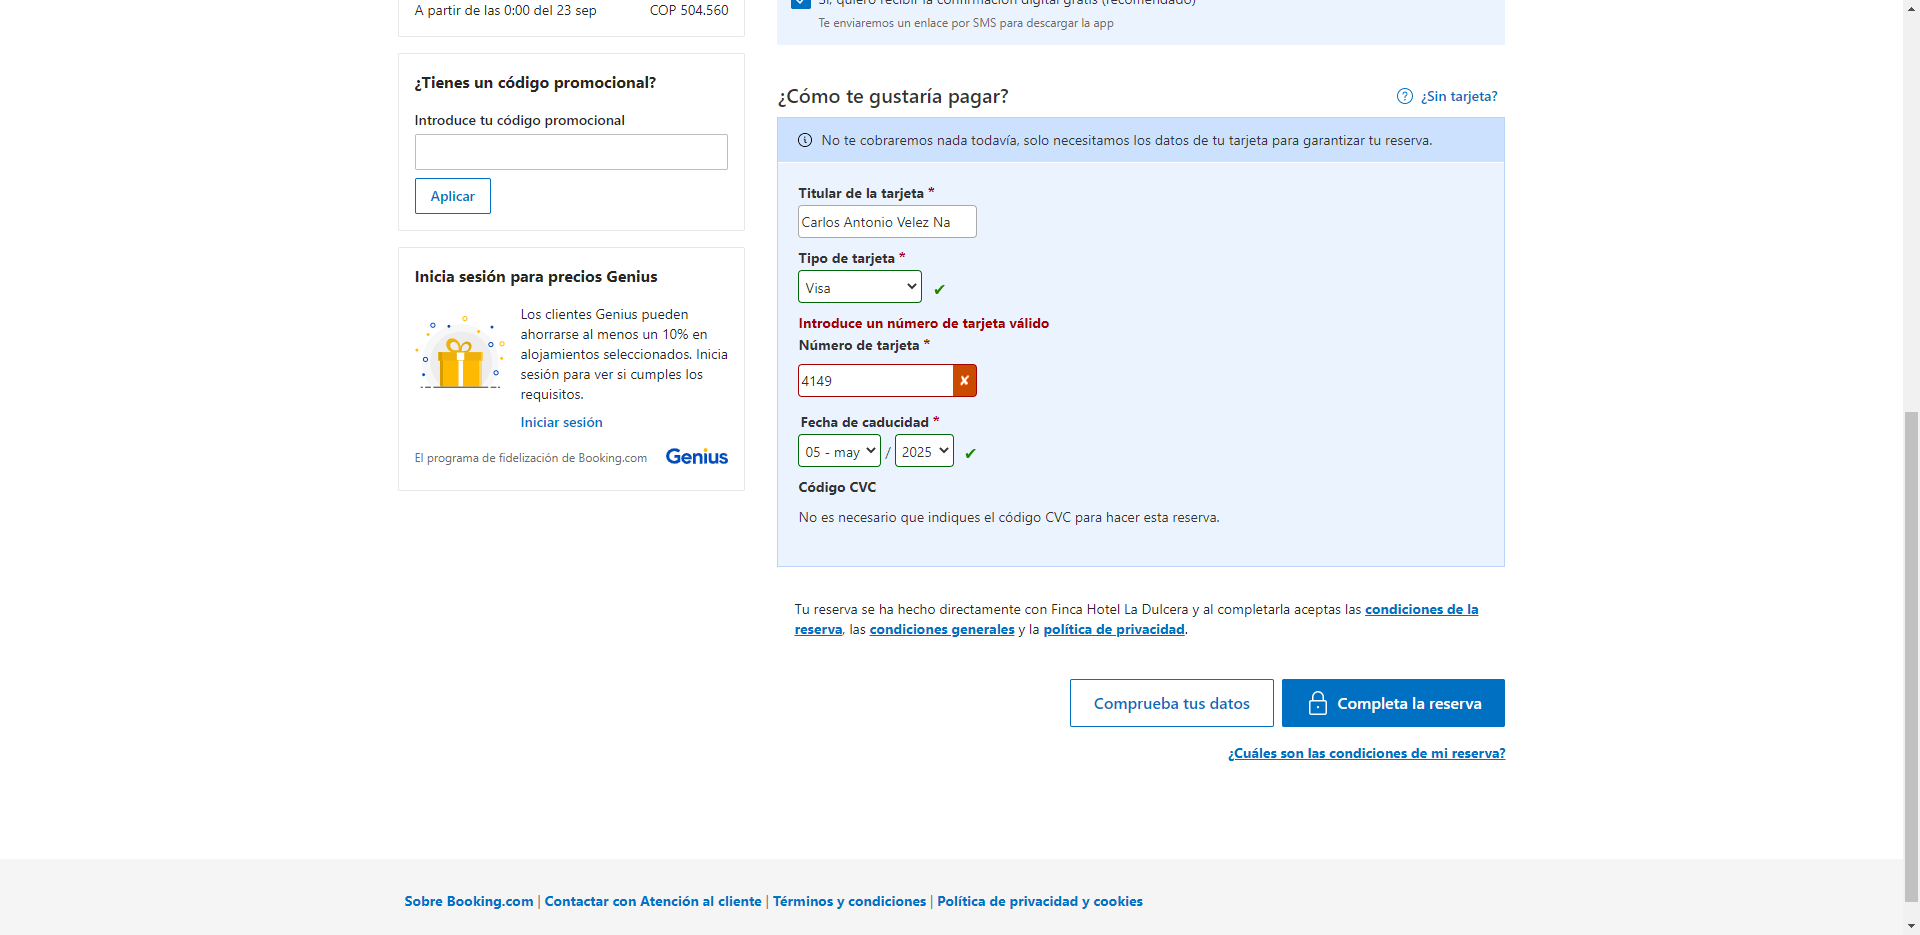 A partir de las 0:00 del 23 sep COP 504.560
¿Tienes un código promocional?
Introduce tu código promocional
Aplicar
Inicia sesión para precios Genius
Los clientes Genius pueden
ahorrarse al menos un 10% en
alojamientos seleccionados. Inicia
sesión para ver si cumples los
requisitos.
Iniciar sesión
El programa de fidelización de Booking.com Genius
Sí, quiero recibir la confirmación digital gratis (recomendado)
Te enviaremos un enlace por SMS para descargar la app
¿Cómo te gustaría pagar?
¿Sin tarjeta?
No te cobraremos nada todavía, solo necesitamos los datos de tu tarjeta para garantizar tu reserva.
Titular de la tarjeta *
Carlos Antonio Velez Na
Tipo de tarjeta *
Visa
Introduce un número de tarjeta válido
Número de tarjeta *
4149
Fecha de caducidad *
05 - may / 2025
Código CVC
No es necesario que indiques el código CVC para hacer esta reserva.
Tu reserva se ha hecho directamente con Finca Hotel La Dulcera y al completarla aceptas las condiciones de la
reserva, las condiciones generales y la política de privacidad.
Comprueba tus datos
Completa la reserva
¿Cuáles son las condiciones de mi reserva?
Sobre Booking.com | Contactar con Atención al cliente | Términos y condiciones | Política de privacidad y cookies